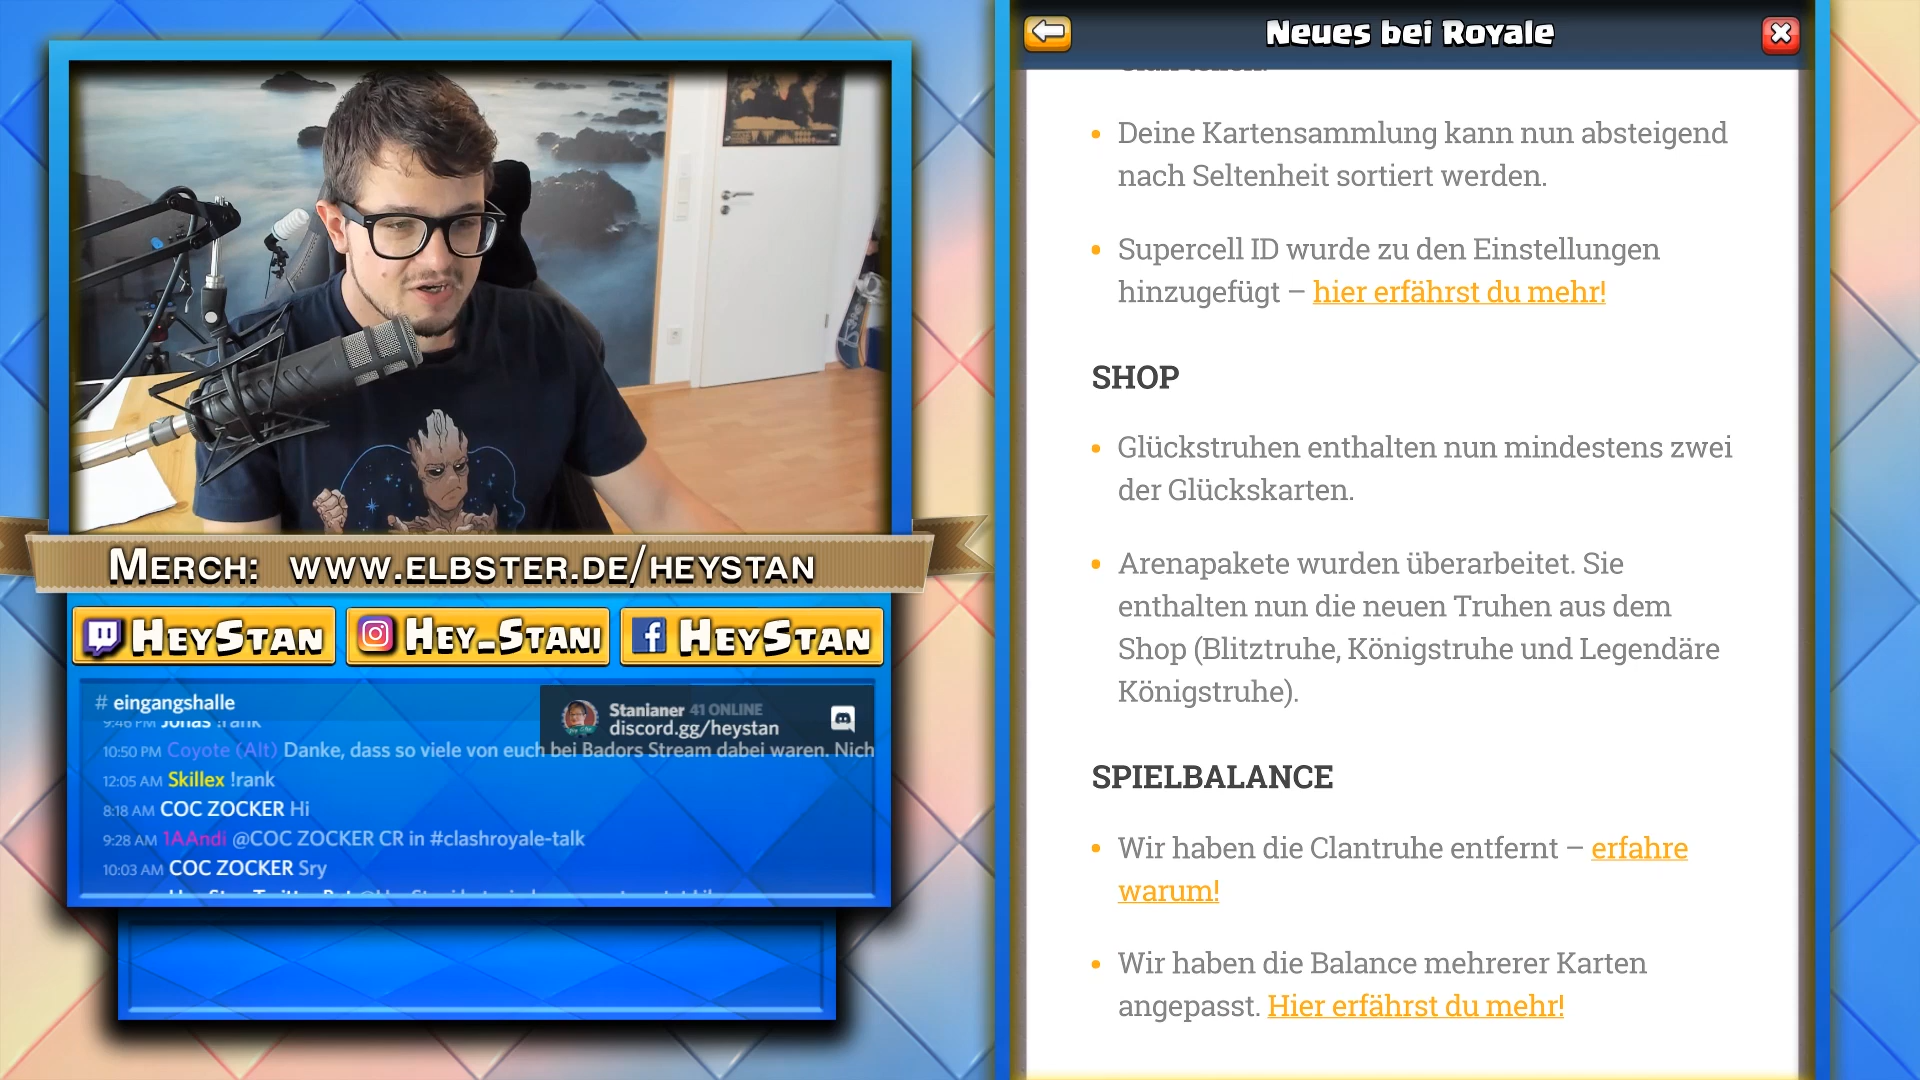 Merch: www.elbster.de/heystan
HeyStan
Hey_Stani
HeyStan
# eingangshalle
Stanianer 41 ONLINE
discord.gg/heystan
9:46 PM Jonas !rank
10:50 PM Coyote (Alt) Danke, dass so viele von euch bei Badors Stream dabei waren. Nich
12:05 AM Skillex !rank
8:18 AM COC ZOCKER Hi
9:28 AM 1AAndi @COC ZOCKER CR in #clashroyale-talk
10:03 AM COC ZOCKER Sry
Neues bei Royale
• Deine Kartensammlung kann nun absteigend
nach Seltenheit sortiert werden.
• Supercell ID wurde zu den Einstellungen
hinzugefügt – hier erfährst du mehr!
SHOP
• Glückstruhen enthalten nun mindestens zwei
der Glückskarten.
• Arenapakete wurden überarbeitet. Sie
enthalten nun die neuen Truhen aus dem
Shop (Blitztruhe, Königstruhe und Legendäre
Königstruhe).
SPIELBALANCE
• Wir haben die Clantruhe entfernt – erfahre
warum!
• Wir haben die Balance mehrerer Karten
angepasst. Hier erfährst du mehr!